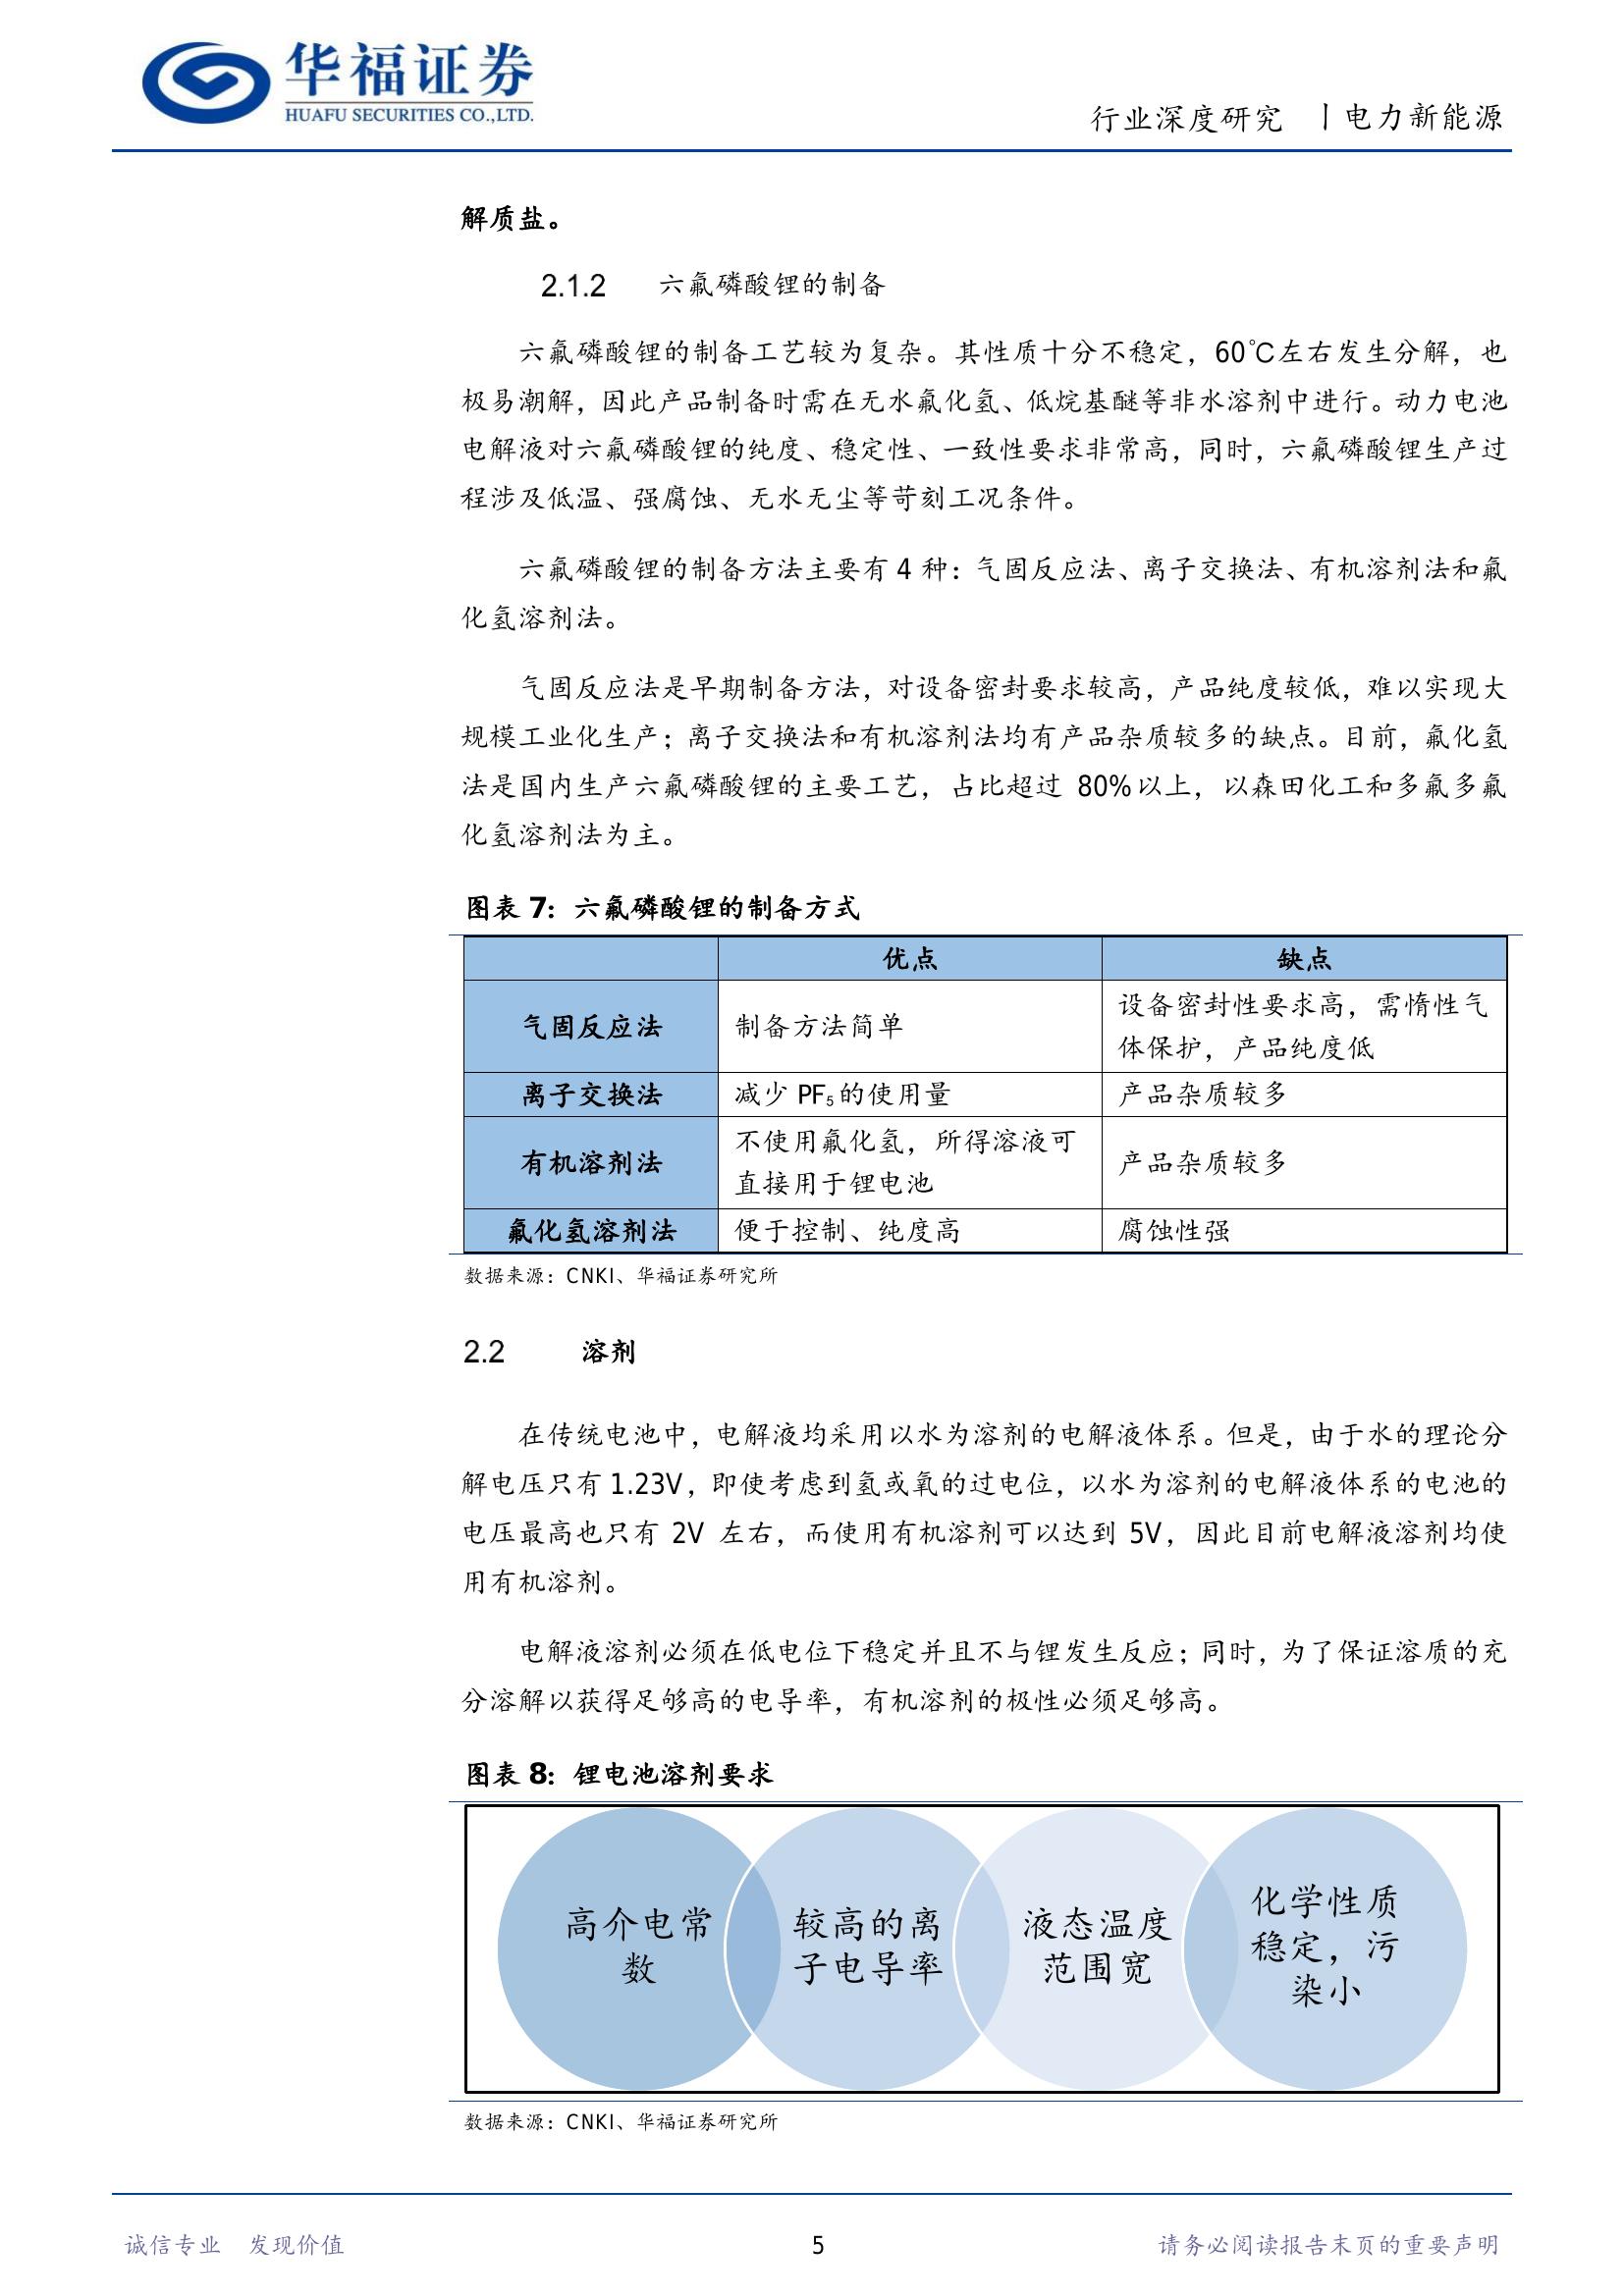 华福证券
HUAFU SECURITIES CO.,LTD.
行业深度研究 丨电力新能源
解质盐。
2.1.2 六氟磷酸锂的制备
六氟磷酸锂的制备工艺较为复杂。其性质十分不稳定，60℃左右发生分解，也
极易潮解，因此产品制备时需在无水氟化氢、低烷基醚等非水溶剂中进行。动力电池
电解液对六氟磷酸锂的纯度、稳定性、一致性要求非常高，同时，六氟磷酸锂生产过
程涉及低温、强腐蚀、无水无尘等苛刻工况条件。
六氟磷酸锂的制备方法主要有 4 种：气固反应法、离子交换法、有机溶剂法和氟
化氢溶剂法。
气固反应法是早期制备方法，对设备密封要求较高，产品纯度较低，难以实现大
规模工业化生产；离子交换法和有机溶剂法均有产品杂质较多的缺点。目前，氟化氢
法是国内生产六氟磷酸锂的主要工艺，占比超过 80%以上，以森田化工和多氟多氟
化氢溶剂法为主。
图表 7：六氟磷酸锂的制备方式
优点 缺点
气固反应法 制备方法简单 设备密封性要求高，需惰性气
体保护，产品纯度低
离子交换法 减少 PF₅的使用量 产品杂质较多
有机溶剂法 不使用氟化氢，所得溶液可
直接用于锂电池 产品杂质较多
氟化氢溶剂法 便于控制、纯度高 腐蚀性强
数据来源：CNKI、华福证券研究所
2.2 溶剂
在传统电池中，电解液均采用以水为溶剂的电解液体系。但是，由于水的理论分
解电压只有 1.23V，即使考虑到氢或氧的过电位，以水为溶剂的电解液体系的电池的
电压最高也只有 2V 左右，而使用有机溶剂可以达到 5V，因此目前电解液溶剂均使
用有机溶剂。
电解液溶剂必须在低电位下稳定并且不与锂发生反应；同时，为了保证溶质的充
分溶解以获得足够高的电导率，有机溶剂的极性必须足够高。
图表 8：锂电池溶剂要求
高介电常
数
较高的离
子电导率
液态温度
范围宽
化学性质
稳定，污
染小
数据来源：CNKI、华福证券研究所
诚信专业 发现价值 5 请务必阅读报告末页的重要声明